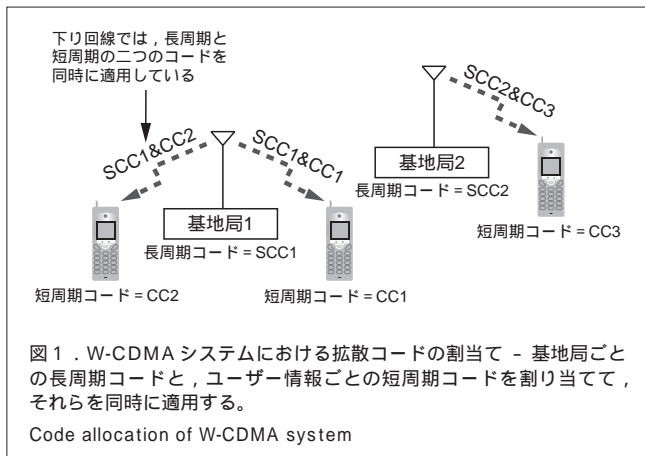 下り回線では，長周期と
短周期の二つのコードを
同時に適用している
SCC1&CC2
SCC1&CC1
SCC2&CC3
基地局2
長周期コード = SCC2
基地局1
長周期コード = SCC1
短周期コード = CC3
短周期コード = CC2
短周期コード = CC1
図1．W-CDMA システムにおける拡散コードの割当て － 基地局ごと
の長周期コードと，ユーザー情報ごとの短周期コードを割り当てて，
それらを同時に適用する。
Code allocation of W-CDMA system